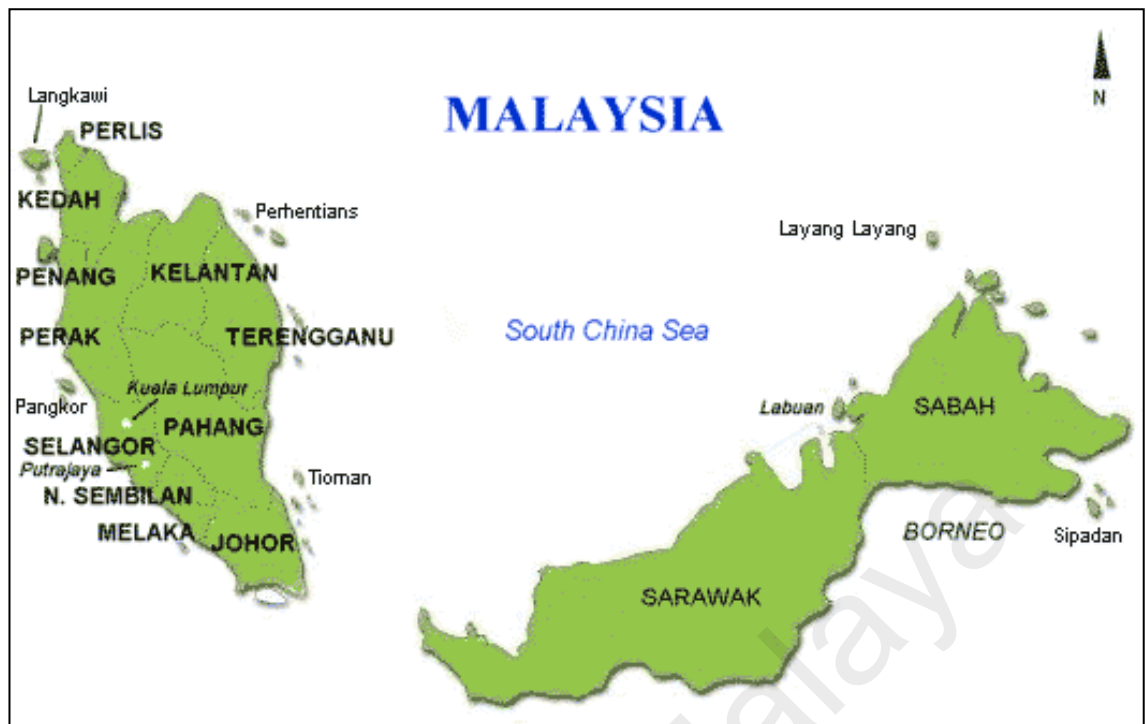 MALAYSIA
N
Langkawi
PERLIS
KEDAH
Perhentians
PENANG
KELANTAN
PERAK
TERENGGANU
Kuala Lumpur
Pangkor
PAHANG
SELANGOR
Putrajaya
Tioman
N. SEMBILAN
MELAKA
JOHOR
South China Sea
Layang Layang
Labuan
SABAH
BORNEO
Sipadan
SARAWAK
alaya